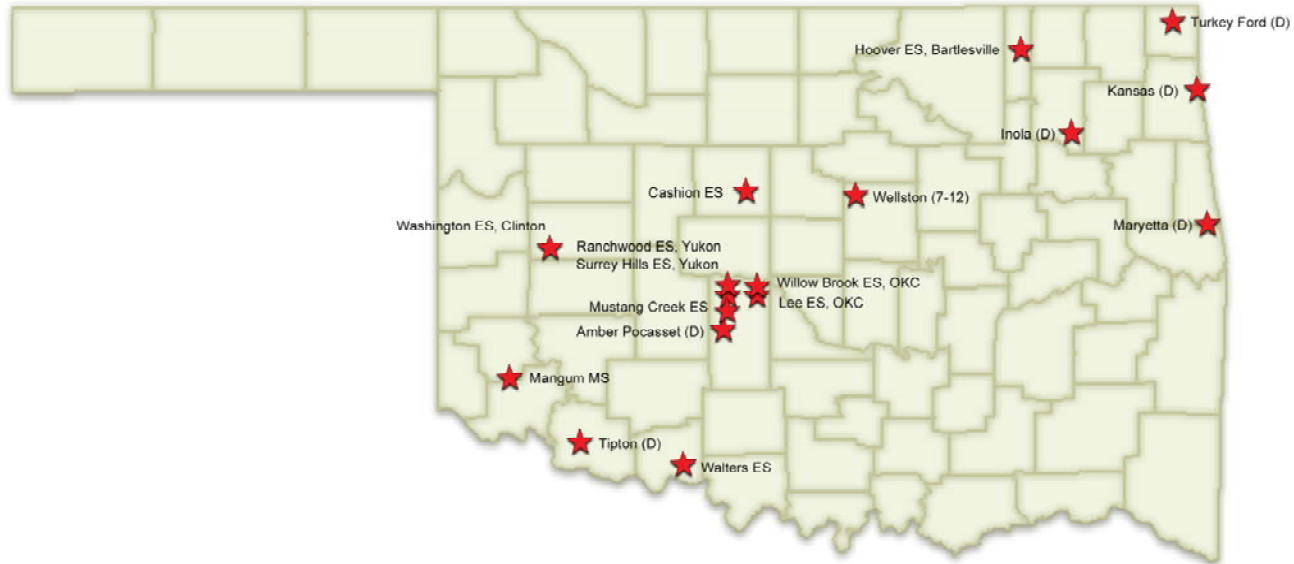 Turkey Ford (D)
Hoover ES, Bartlesville
Kansas (D)
Inola (D)
Cashion ES
Wellston (7-12)
Maryetta (D)
Washington ES, Clinton
Ranchwood ES, Yukon
Surrey Hills ES, Yukon
Willow Brook ES, OKC
Lee ES, OKC
Mustang Creek ES
Amber Pocasset (D)
Mangum MS
Tipton (D)
Walters ES